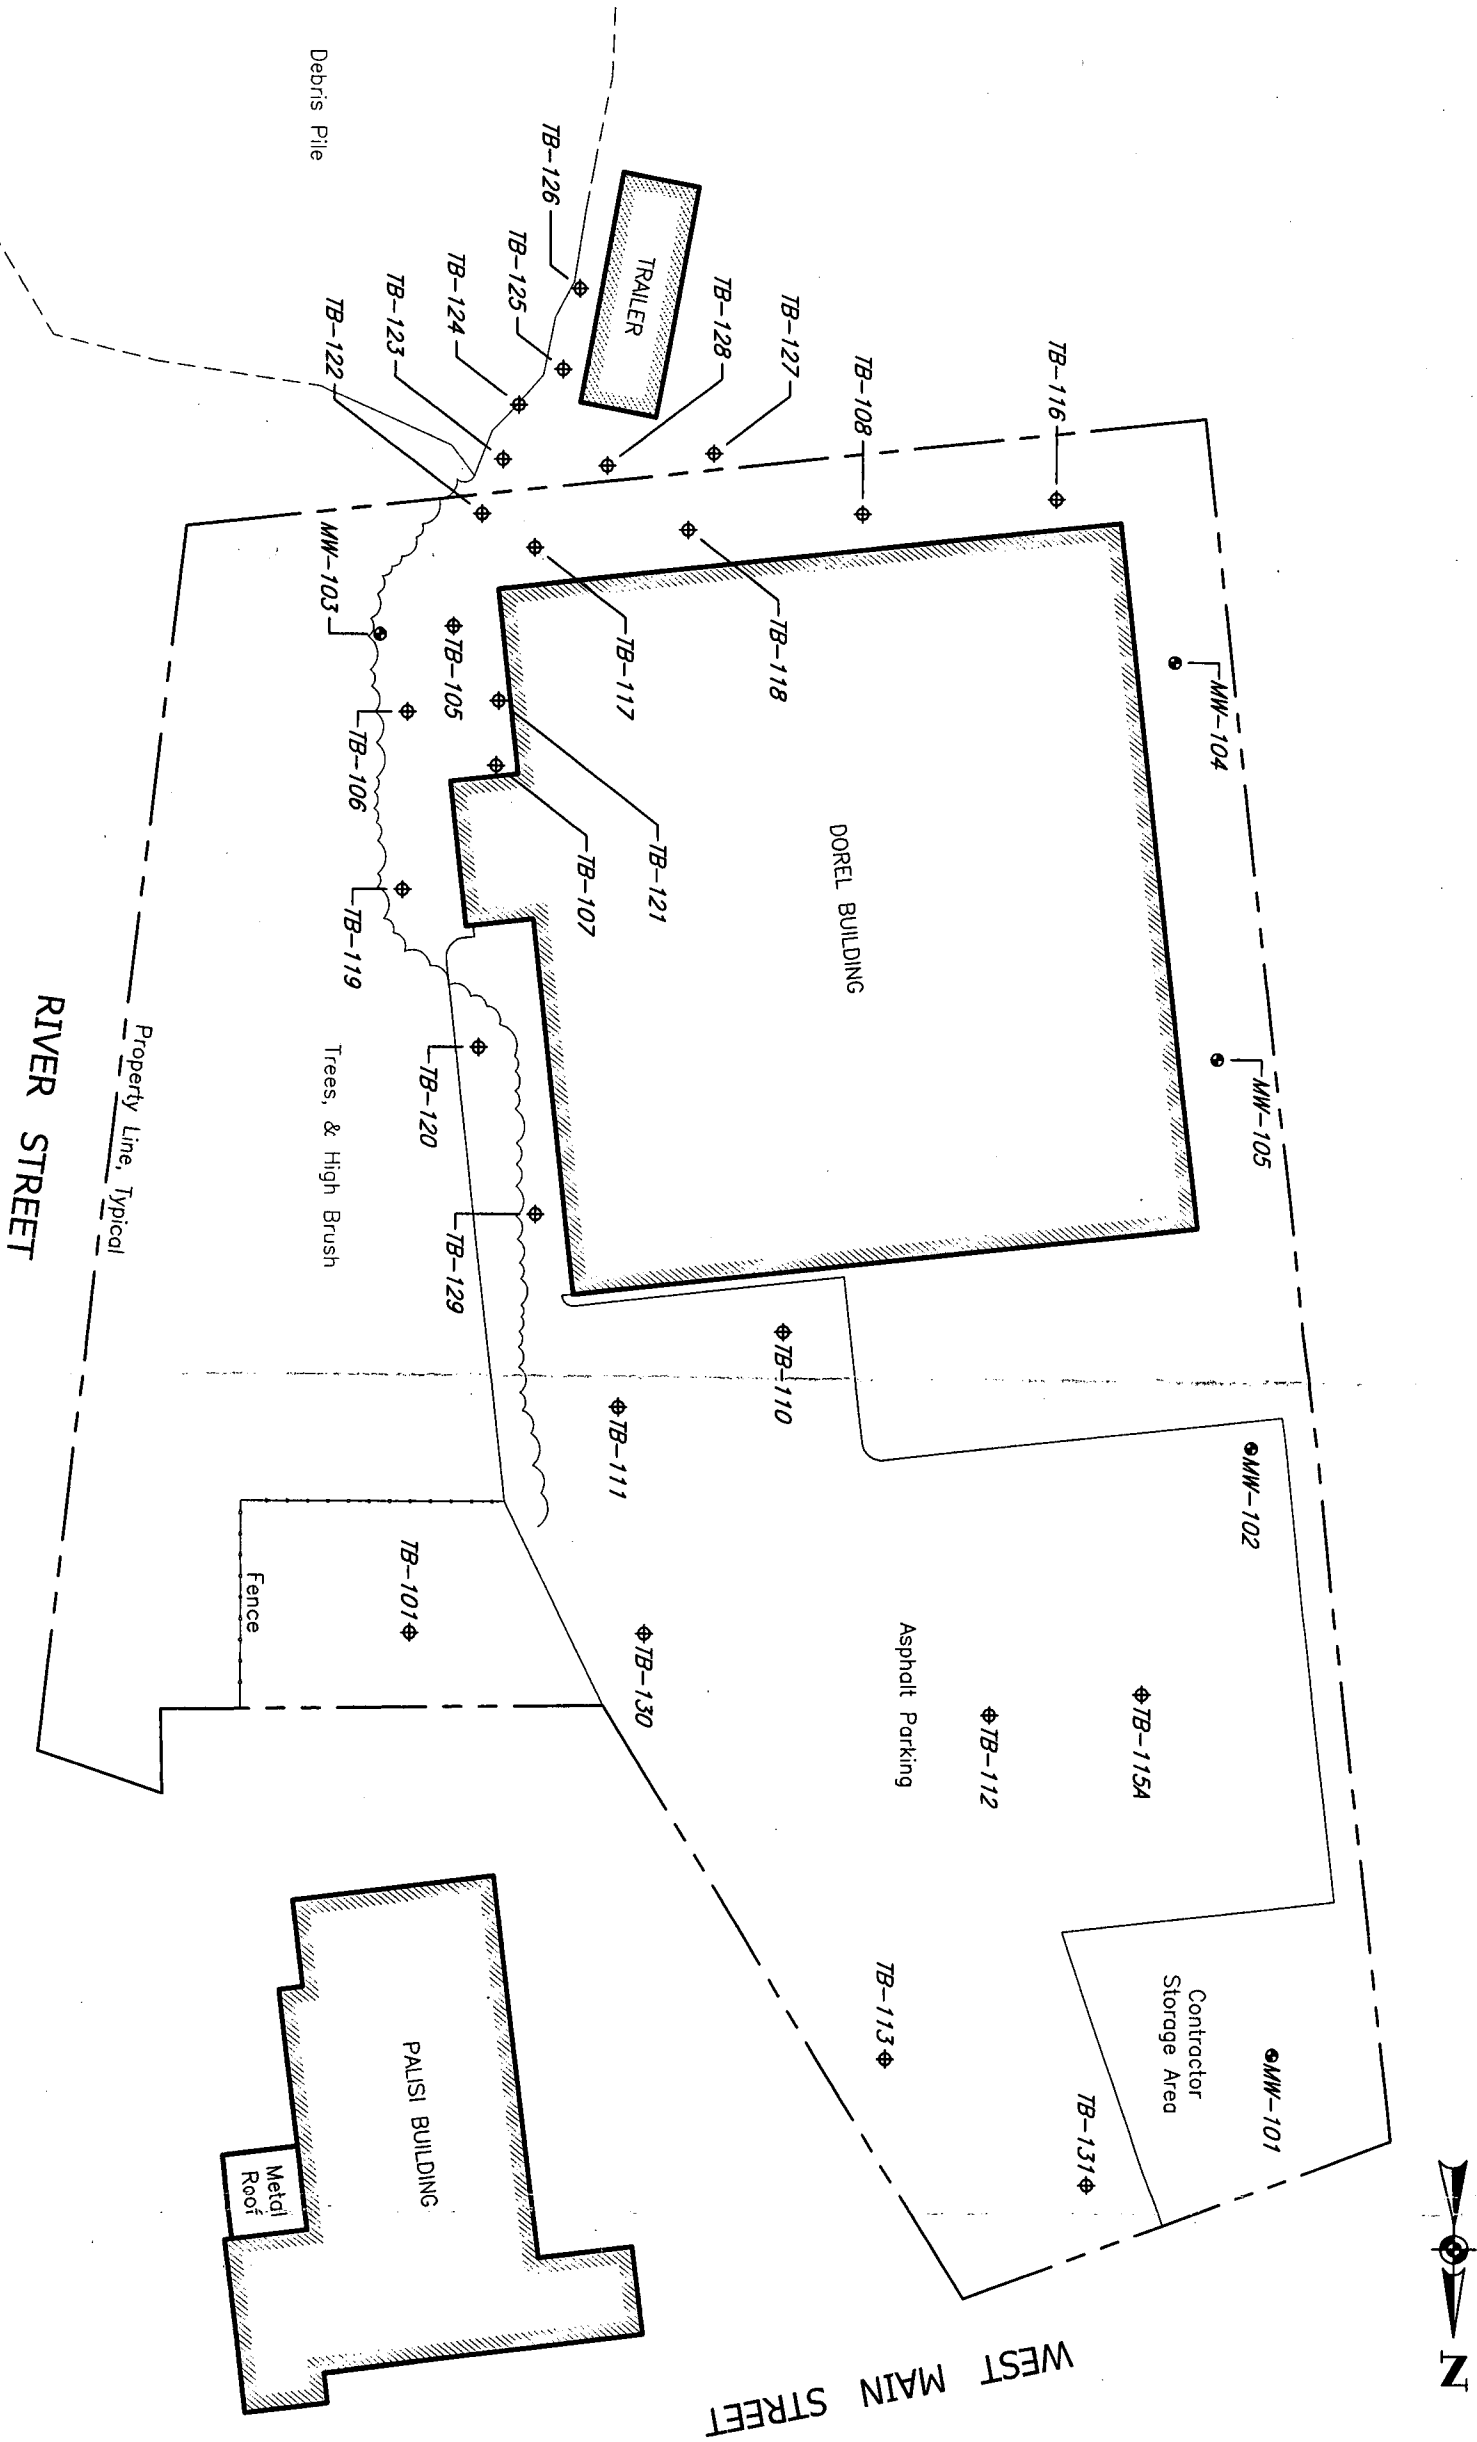 Debris Pile
TB-126
TB-125
TB-124
TB-123
TB-122
TRAILER
TB-128
TB-127
TB-108
TB-116
MW-103
TB-105
TB-106
TB-117
TB-118
TB-121
TB-107
TB-119
MW-104
MW-105
DOREL BUILDING
TB-120
TB-129
Trees, & High Brush
Property Line, Typical
RIVER STREET
TB-110
TB-111
MW-102
TB-101
Fence
TB-130
Asphalt Parking
TB-112
TB-115A
TB-113
TB-131
Contractor
Storage Area
MW-101
PALISI BUILDING
Metal
Roof
WEST MAIN STREET
N